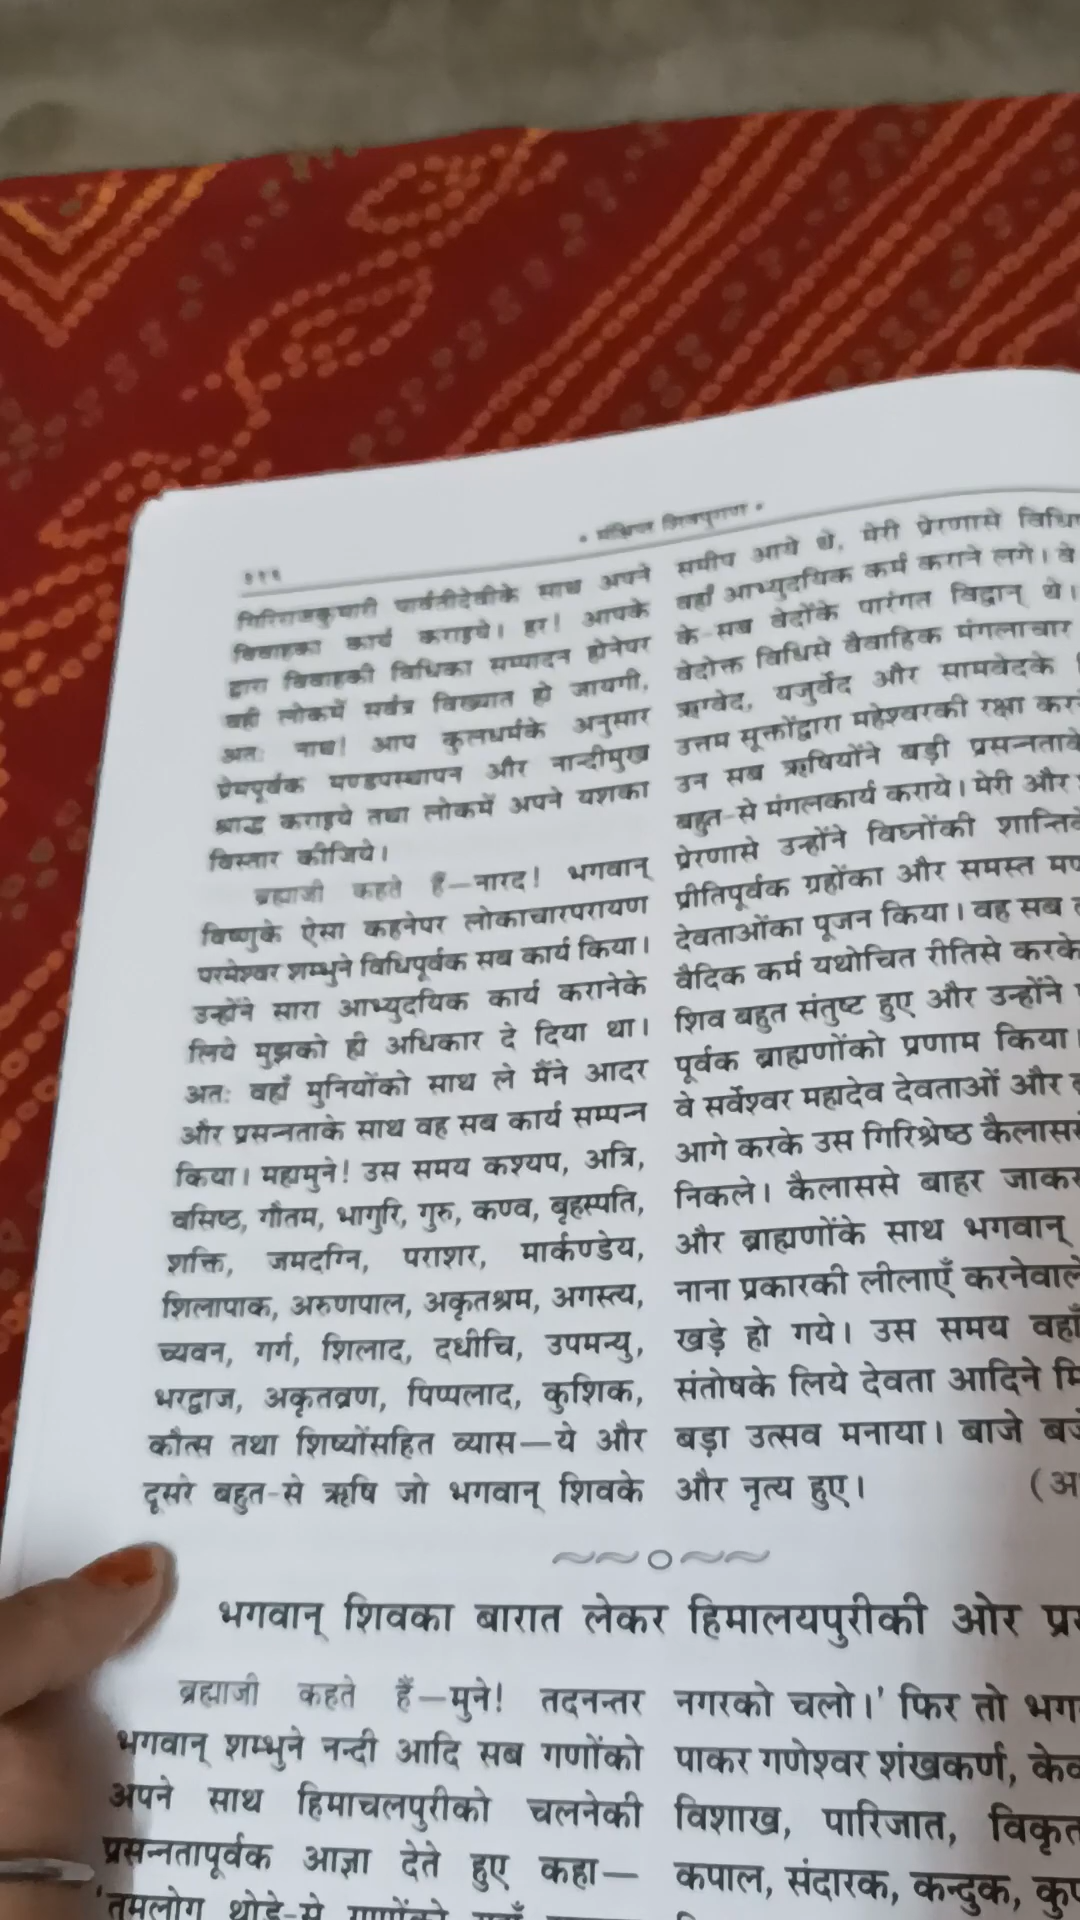 * संक्षिप्त शिवपुराण *
गिरिराजकुमारी पार्वतीदेवीके साथ अपने
विवाहका कार्य कराइये। हर! आपके
द्वारा विवाहकी विधिका सम्पादन होनेपर
वही लोकमें सर्वत्र विख्यात हो जायगी,
अतः नाथ! आप कुलधर्मके अनुसार
प्रेमपूर्वक मण्डपस्थापन और नान्दीमुख
श्राद्ध कराइये तथा लोकमें अपने यशका
विस्तार कीजिये।
ब्रह्माजी कहते हैं—नारद! भगवान्
विष्णुके ऐसा कहनेपर लोकाचारपरायण
परमेश्वर शम्भुने विधिपूर्वक सब कार्य किया।
उन्होंने सारा आभ्युदयिक कार्य करानेके
लिये मुझको ही अधिकार दे दिया था।
अतः वहाँ मुनियोंको साथ ले मैंने आदर
और प्रसन्नताके साथ वह सब कार्य सम्पन्न
किया। महामुने! उस समय कश्यप, अत्रि,
वसिष्ठ, गौतम, भागुरि, गुरु, कण्व, बृहस्पति,
शक्ति, जमदग्नि, पराशर, मार्कण्डेय,
शिलापाक, अरुणपाल, अकृतश्रम, अगस्त्य,
च्यवन, गर्ग, शिलाद, दधीचि, उपमन्यु,
भरद्वाज, अकृतव्रण, पिप्पलाद, कुशिक,
कौत्स तथा शिष्योंसहित व्यास—ये और
दूसरे बहुत-से ऋषि जो भगवान् शिवके
समीप आये थे, मेरी प्रेरणासे
वहाँ आभ्युदयिक कर्म कराने लगे। वे
के-सब वेदोंके पारंगत विद्वान् थे।
वेदोक्त विधिसे वैवाहिक मंगलाचार
ऋग्वेद, यजुर्वेद और सामवेदके
उत्तम सूक्तोंद्वारा महेश्वरकी रक्षा
उन सब ऋषियोंने बड़ी
बहुत-से मंगलकार्य कराये। मेरी और
प्रेरणासे उन्होंने विघ्नोंकी
प्रीतिपूर्वक ग्रहोंका और समस्त
देवताओंका पूजन किया। वह सब
वैदिक कर्म यथोचित रीतिसे करके
शिव बहुत संतुष्ट हुए और उन्होंने
पूर्वक ब्राह्मणोंको प्रणाम किया।
वे सर्वेश्वर महादेव देवताओं और
आगे करके उस गिरिश्रेष्ठ
निकले। कैलाससे बाहर जाकर
और ब्राह्मणोंके साथ भगवान्
नाना प्रकारकी लीलाएँ
खड़े हो गये। उस समय वहाँ
संतोषके लिये देवता आदिने
बड़ा उत्सव मनाया। बाजे
और नृत्य हुए। (अ
भगवान् शिवका बारात लेकर हिमालयपुरीकी ओर
ब्रह्माजी कहते हैं—मुने! तदनन्तर
भगवान् शम्भुने नन्दी आदि सब गणोंको
अपने साथ हिमाचलपुरीको चलनेकी
प्रसन्नतापूर्वक आज्ञा देते हुए कहा—
'तुमलोग थोड़े-से गणोंको यहाँ
नगरको चलो।' फिर तो
पाकर गणेश्वर शंखकर्ण,
विशाख, पारिजात,
कपाल, संदारक, कन्दुक,